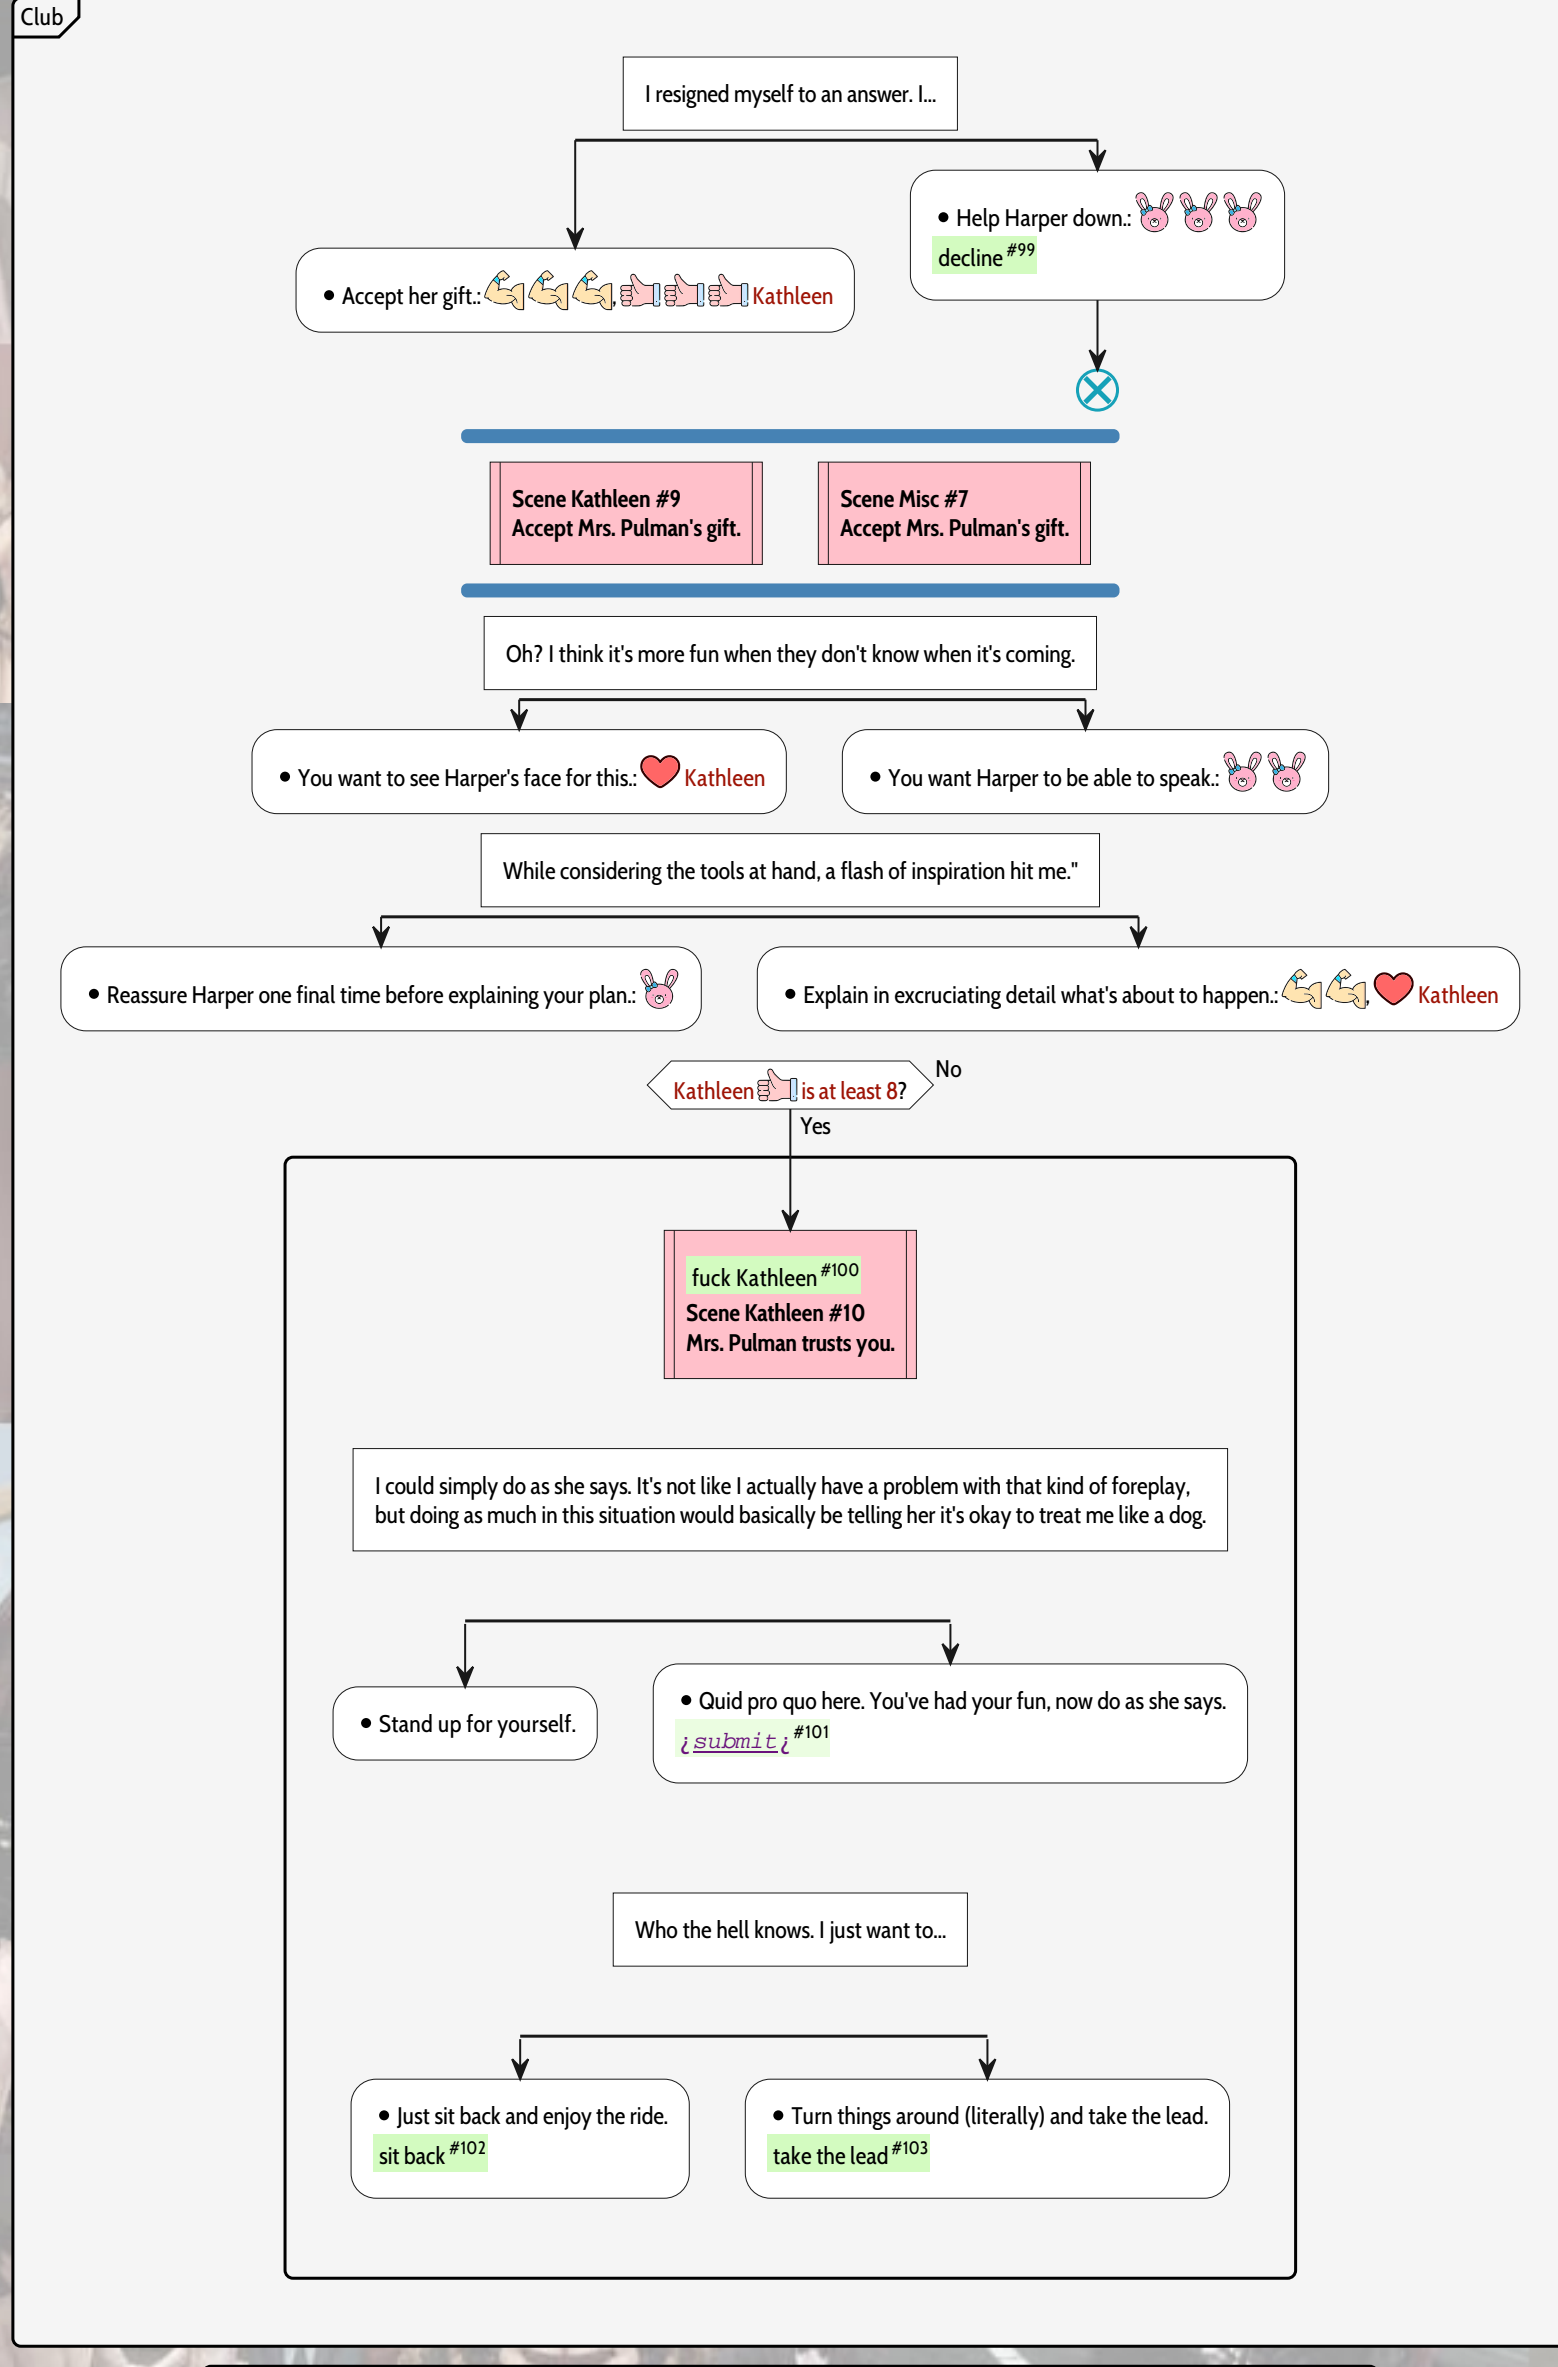 Club
I resigned myself to an answer. I...
• Help Harper down.:
decline #99
• Accept her gift.: , Kathleen
Scene Kathleen #9
Accept Mrs. Pulman's gift.
Scene Misc #7
Accept Mrs. Pulman's gift.
Oh? I think it's more fun when they don't know when it's coming.
• You want to see Harper's face for this.: Kathleen
• You want Harper to be able to speak.:
While considering the tools at hand, a flash of inspiration hit me."
• Reassure Harper one final time before explaining your plan.:
• Explain in excruciating detail what's about to happen.: , Kathleen
Kathleen is at least 8?
No
Yes
fuck Kathleen #100
Scene Kathleen #10
Mrs. Pulman trusts you.
I could simply do as she says. It's not like I actually have a problem with that kind of foreplay,
but doing as much in this situation would basically be telling her it's okay to treat me like a dog.
• Stand up for yourself.
• Quid pro quo here. You've had your fun, now do as she says.
¿submit¿ #101
Who the hell knows. I just want to...
• Just sit back and enjoy the ride.
sit back #102
• Turn things around (literally) and take the lead.
take the lead #103